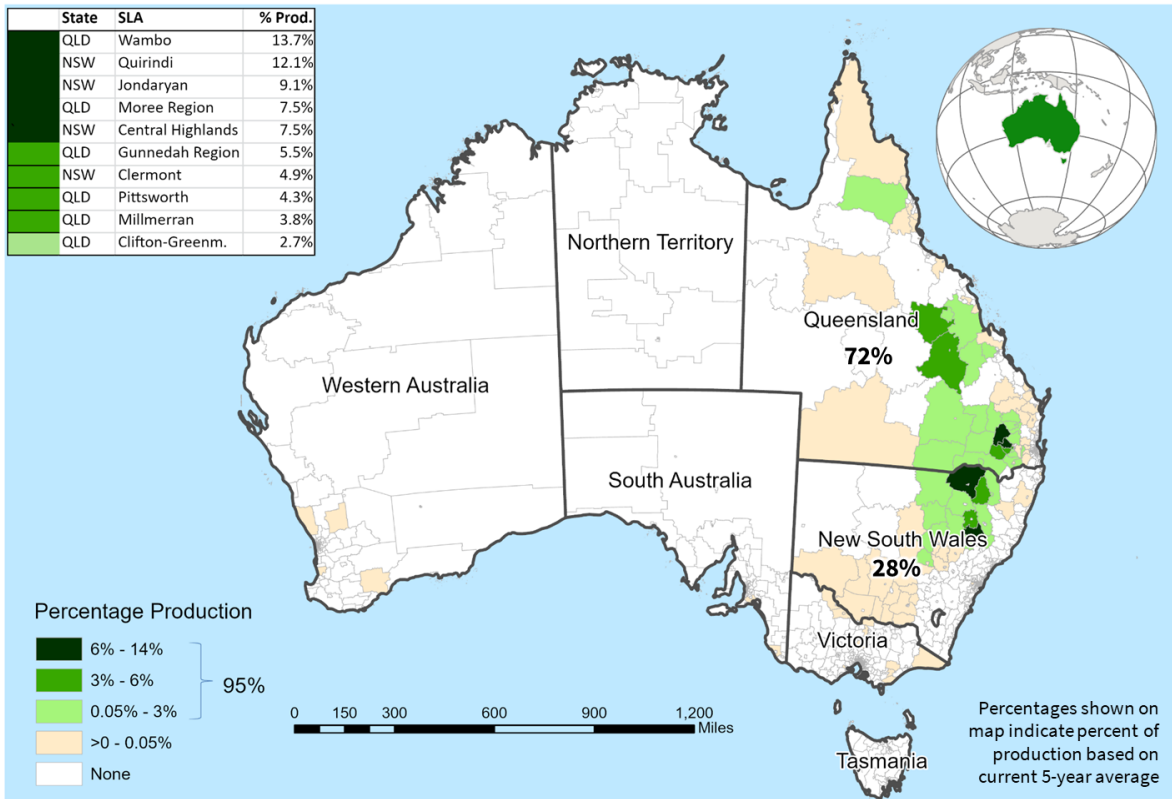 State SLA % Prod.
QLD Wambo 13.7%
NSW Quirindi 12.1%
NSW Jondaryan 9.1%
QLD Moree Region 7.5%
NSW Central Highlands 7.5%
QLD Gunnedah Region 5.5%
NSW Clermont 4.9%
QLD Pittsworth 4.3%
QLD Millmerran 3.8%
QLD Clifton-Greenm. 2.7%
Northern Territory
Queensland
72%
Western Australia
South Australia
New South Wales
28%
Victoria
Tasmania
Percentage Production
6% - 14%
3% - 6%
0.05% - 3%
>0 - 0.05%
None
95%
0 150 300 600 900 1,200
Miles
Percentages shown on
map indicate percent of
production based on
current 5-year average